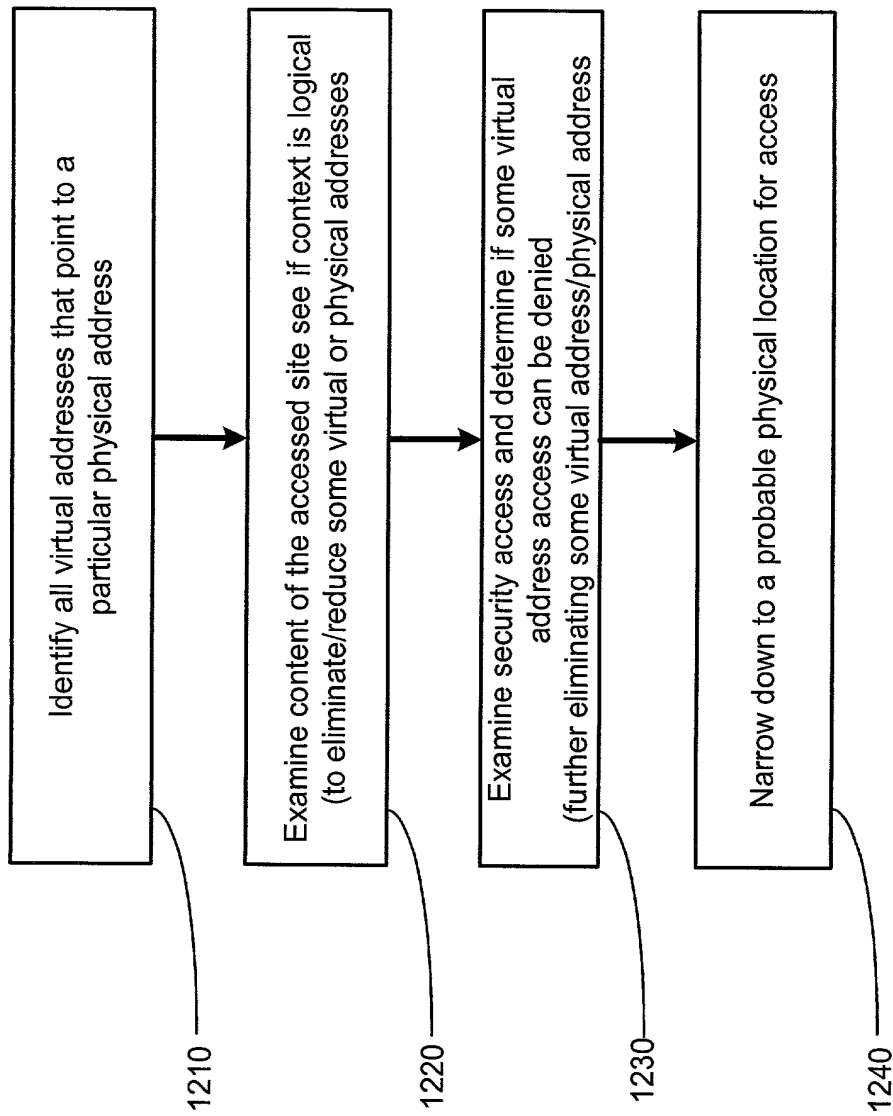 Identify all virtual addresses that point to a
particular physical address
1210
Examine content of the accessed site see if context is logical
(to eliminate/reduce some virtual or physical addresses
1220
Examine security access and determine if some virtual
address access can be denied
(further eliminating some virtual address/physical address
1230
Narrow down to a probable physical location for access
1240